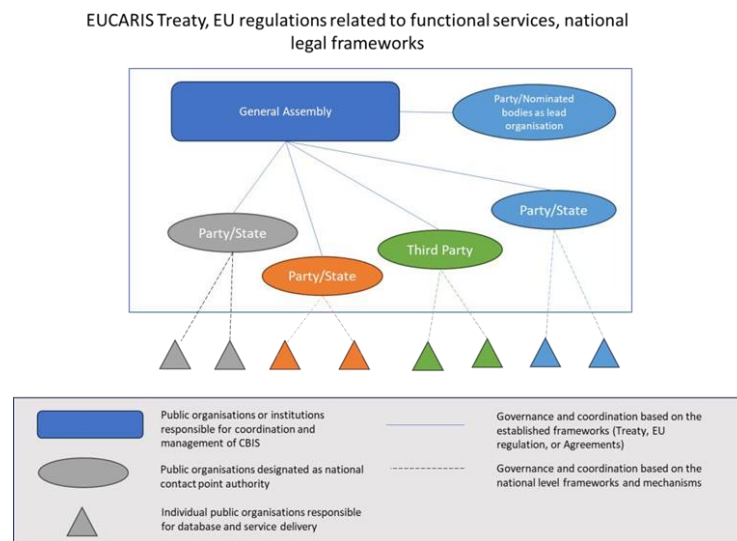 EUCARIS Treaty, EU regulations related to functional services, national
legal frameworks
General Assembly
Party/Nominated
bodies as lead
organisation
Party/State
Party/State
Third Party
Party/State
Public organisations or institutions
responsible for coordination and
management of CBIS
Governance and coordination based on the
established frameworks (Treaty, EU
regulation, or Agreements)
Public organisations designated as national
contact point authority
Governance and coordination based on the
national level frameworks and mechanisms
Individual public organisations responsible
for database and service delivery